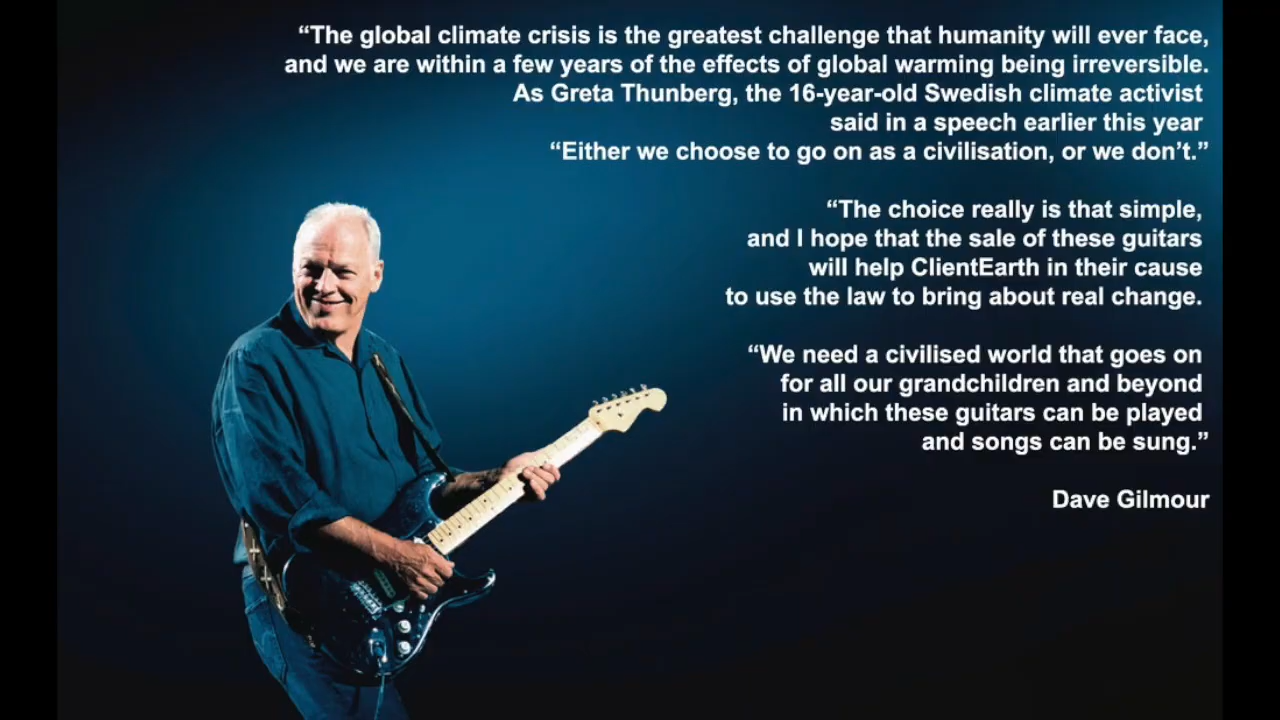 “The global climate crisis is the greatest challenge that humanity will ever face,
and we are within a few years of the effects of global warming being irreversible.
As Greta Thunberg, the 16-year-old Swedish climate activist
said in a speech earlier this year
“Either we choose to go on as a civilisation, or we don’t.”
“The choice really is that simple,
and I hope that the sale of these guitars
will help ClientEarth in their cause
to use the law to bring about real change.
“We need a civilised world that goes on
for all our grandchildren and beyond
in which these guitars can be played
and songs can be sung.”
Dave Gilmour